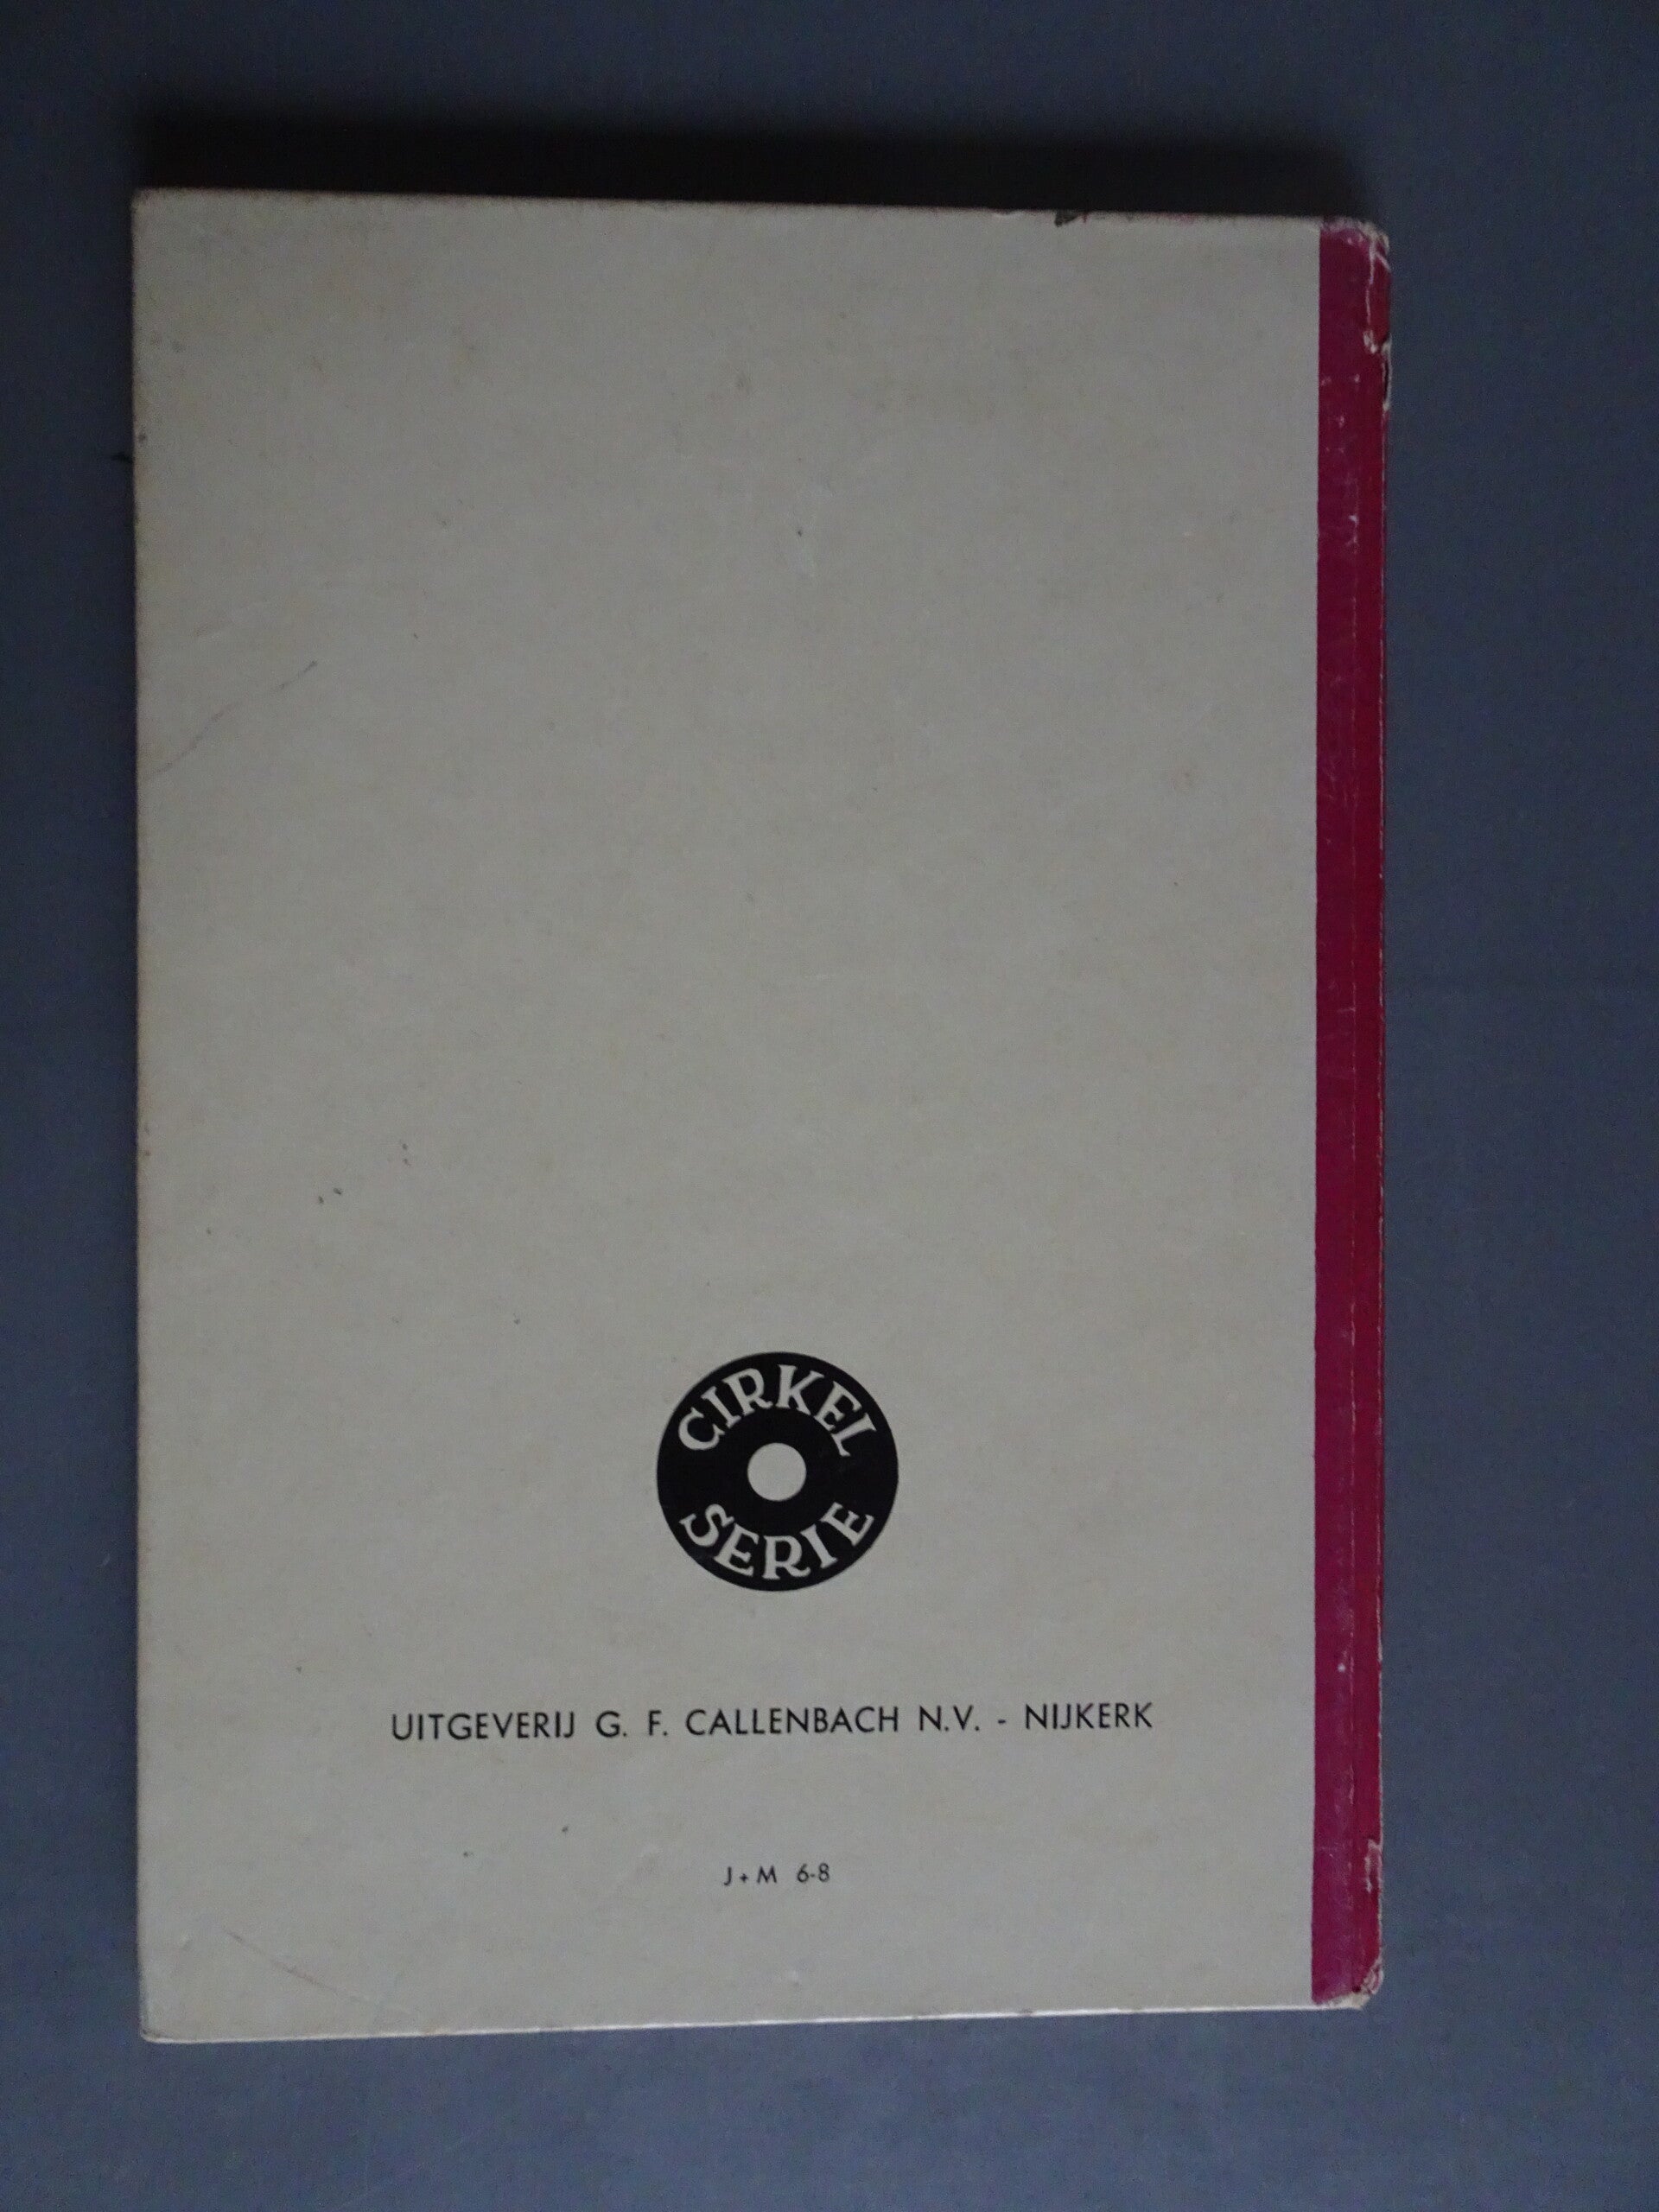 CIRKEL
SERIE
UITGEVERIJ G. F. CALLENBACH N.V. - NIJKERK
J+M 6-8